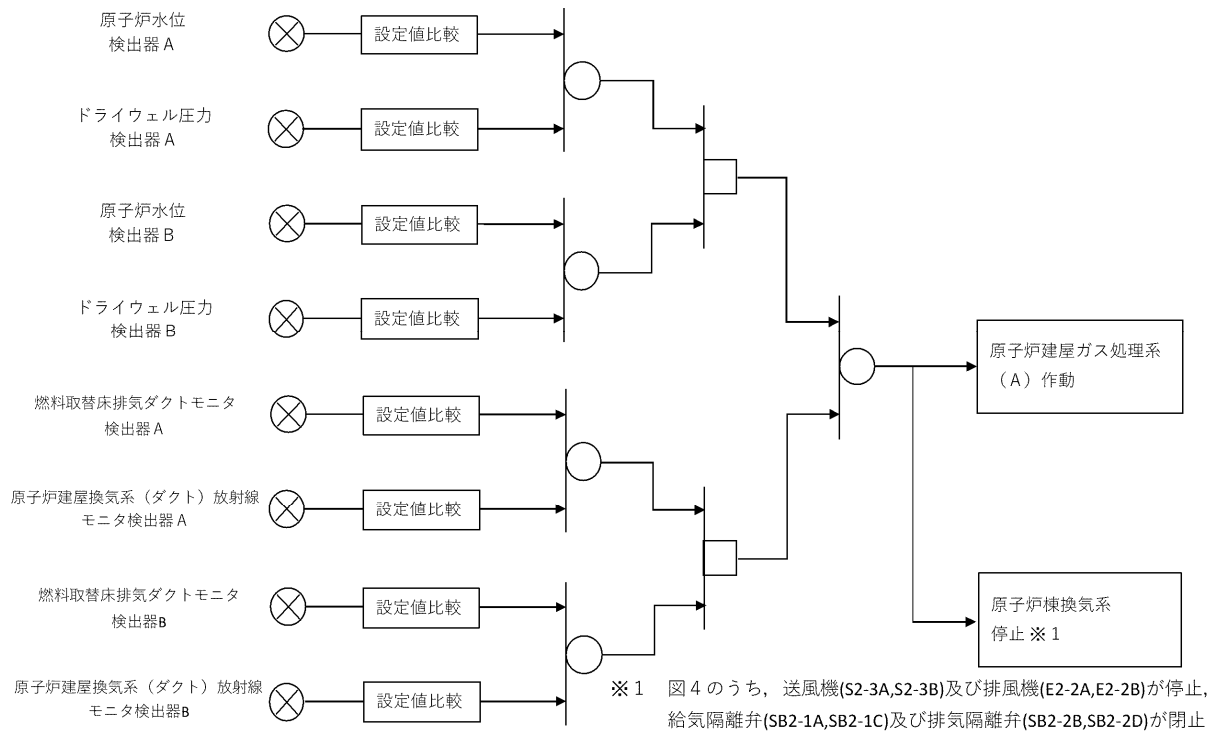 原子炉水位
検出器A
設定値比較
ドライウェル圧力
検出器A
設定値比較
原子炉水位
検出器B
設定値比較
ドライウェル圧力
検出器B
設定値比較
燃料取替床排気ダクトモニタ
検出器A
設定値比較
原子炉建屋換気系（ダクト）放射線
モニタ検出器A
設定値比較
燃料取替床排気ダクトモニタ
検出器B
設定値比較
原子炉建屋換気系（ダクト）放射線
モニタ検出器B
設定値比較
原子炉建屋ガス処理系
（A）作動
原子炉棟換気系
停止※1
※1 図4のうち，送風機(S2-3A,S2-3B)及び排風機(E2-2A,E2-2B)が停止，
給気隔離弁(SB2-1A,SB2-1C)及び排気隔離弁(SB2-2B,SB2-2D)が閉止